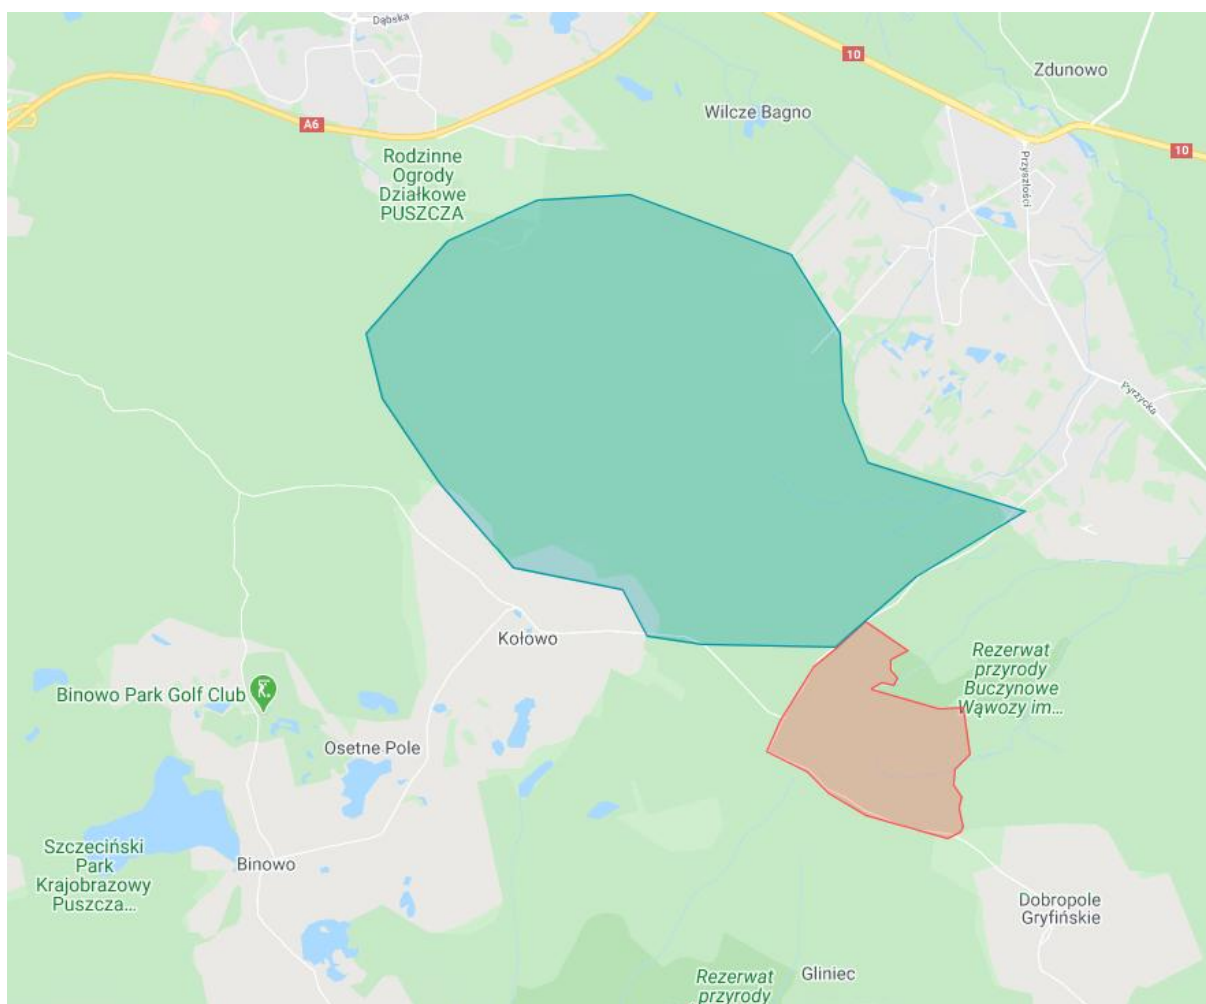 Dąbska
10
Zdunowo
Wilcze Bagno
A6
10
Przyszłości
Rodzinne
Ogrody
Działkowe
PUSZCZA
Pyrzycka
Kołowo
Rezerwat
przyrody
Buczynowe
Wąwozy im...
Binowo Park Golf Club
Osetne Pole
Szczeciński
Park
Krajobrazowy
Puszcza...
Binowo
Dobropole
Gryfińskie
Gliniec
Rezerwat
przyrody